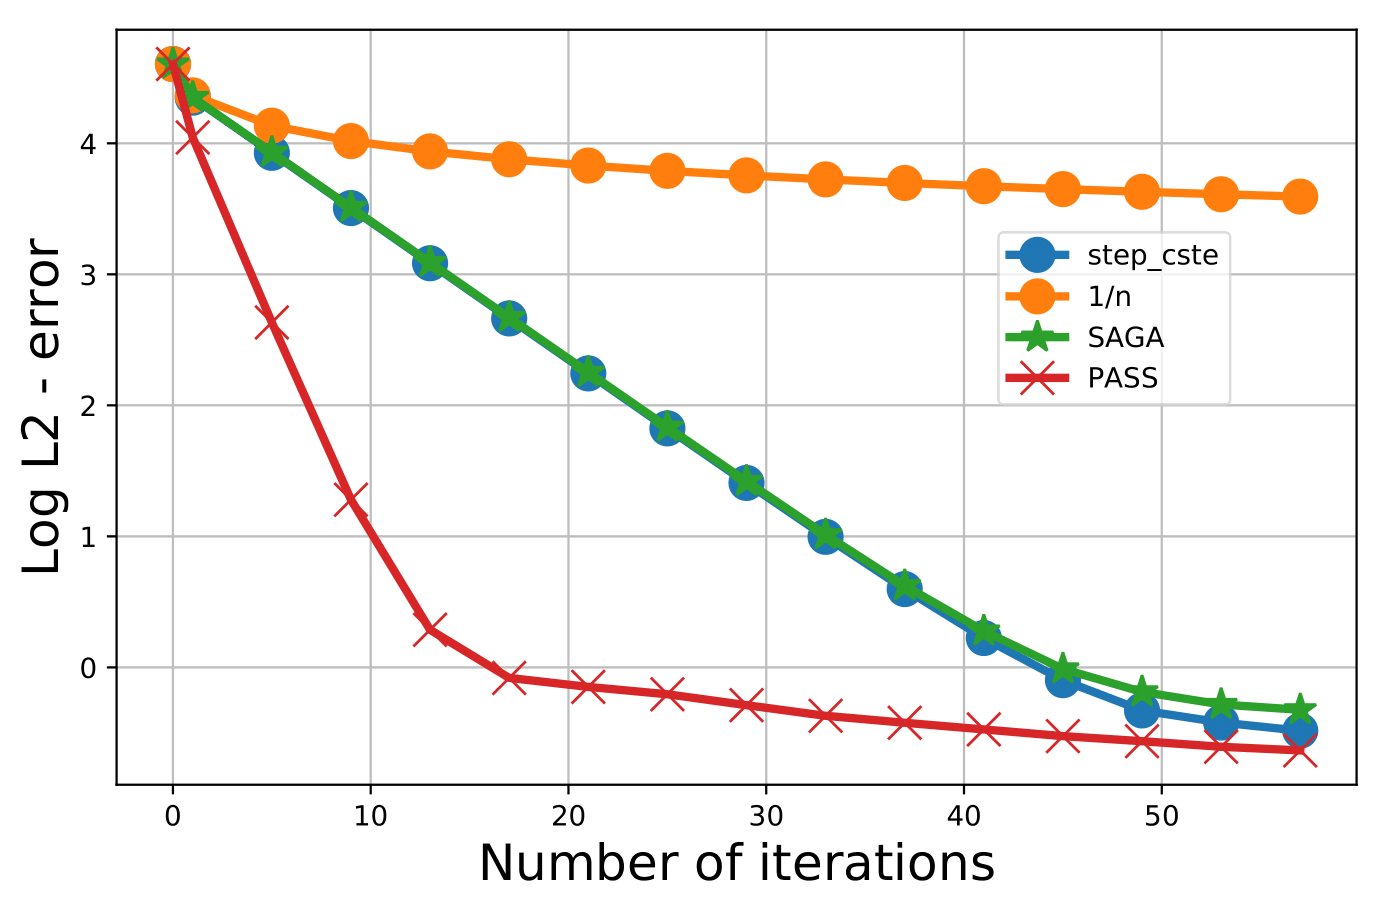 Log L2 - error
4
3
2
1
0
step_cste
1/n
SAGA
PASS
0 10 20 30 40 50
Number of iterations